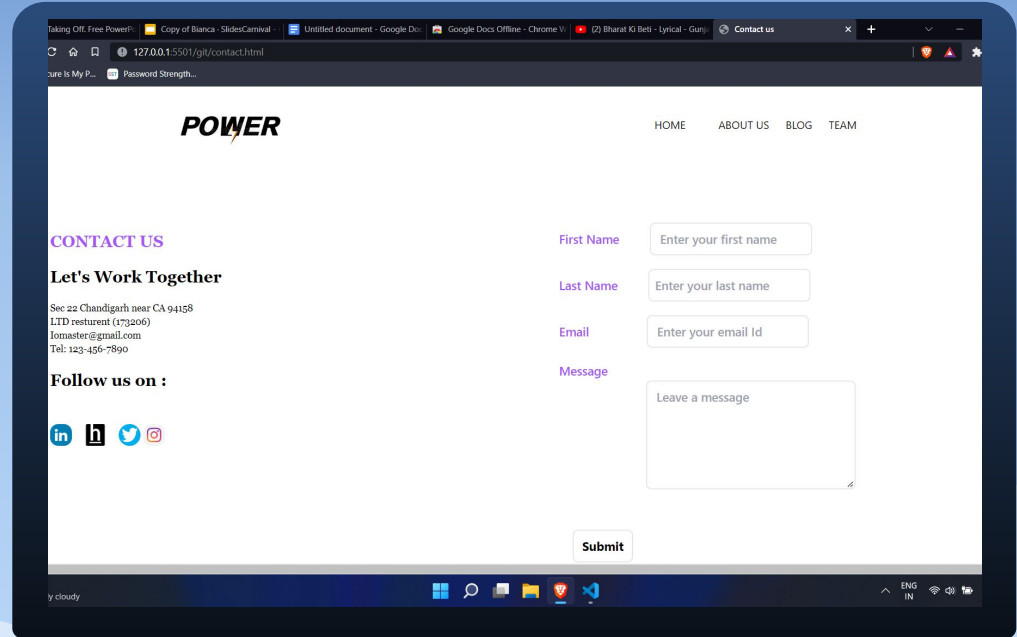 Taking Off. Free PowerP Copy of Bianca - SlidesCarnival - Untitled document - Google Doc Google Docs Offline - Chrome W (2) Bharat Ki Beti - Lyrical - Gunj Contact us
127.0.0.1:5501/git/contact.html
ture Is My P... SST Password Strength...
POWER
HOME ABOUT US BLOG TEAM
CONTACT US
Let's Work Together
Sec 22 Chandigarh near CA 94158
LTD resturent (173206)
Iomaster@gmail.com
Tel: 123-456-7890
Follow us on :
in h
First Name Enter your first name
Last Name Enter your last name
Email Enter your email Id
Message
Leave a message
Submit
y cloudy
ENG
IN